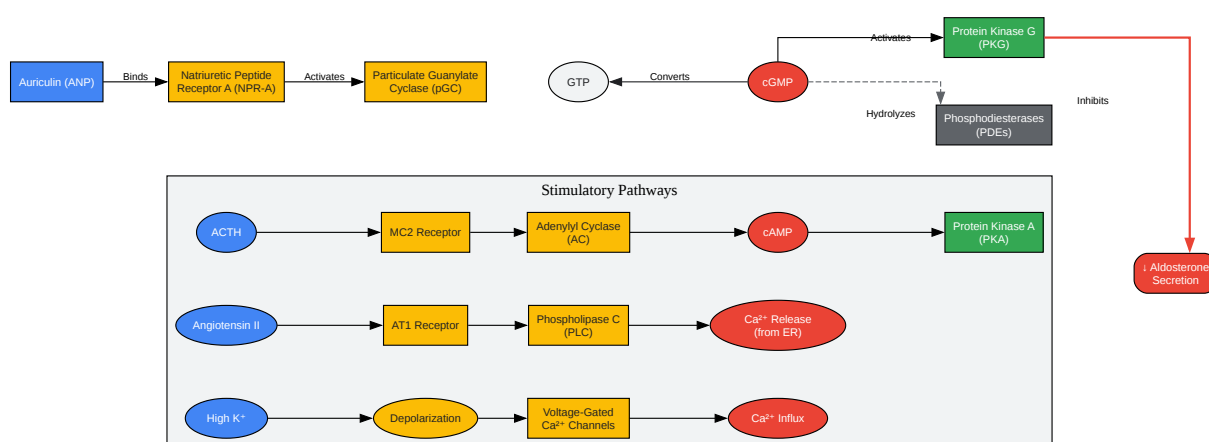 Protein Kinase G
(PKG)
Activates
Auriculin (ANP)
Binds
Natriuretic Peptide
Receptor A (NPR-A)
Activates
Particulate Guanylate
Cyclase (pGC)
GTP
Converts
cGMP
Hydrolyzes
Phosphodiesterases
(PDEs)
Inhibits
Stimulatory Pathways
ACTH
MC2 Receptor
Adenylyl Cyclase
(AC)
cAMP
Protein Kinase A
(PKA)
↓ Aldosterone
Secretion
Angiotensin II
AT1 Receptor
Phospholipase C
(PLC)
Ca²⁺ Release
(from ER)
High K⁺
Depolarization
Voltage-Gated
Ca²⁺ Channels
Ca²⁺ Influx